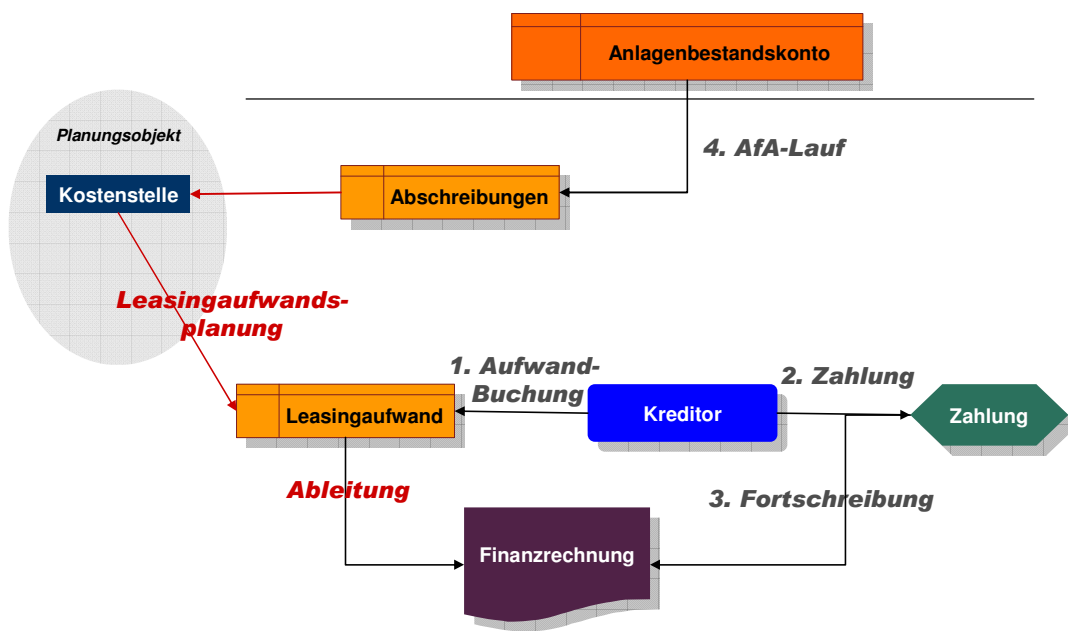 Anlagenbestandskonto
Planungsobjekt
4. AfA-Lauf
Kostenstelle
Abschreibungen
Leasingaufwands-
planung
1. Aufwand-
Buchung
2. Zahlung
Leasingaufwand
Kreditor
Zahlung
Ableitung
3. Fortschreibung
Finanzrechnung